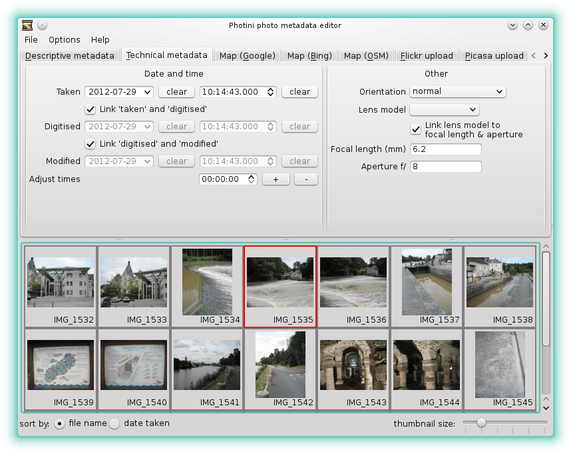 Photini photo metadata editor
File Options Help
Descriptive metadata Technical metadata Map (Google) Map (Bing) Map (OSM) Flickr upload Picasa upload
Date and time
Taken 2012-07-29 clear 10:14:43.000 clear
Link 'taken' and 'digitised'
Digitised 2012-07-29 clear 10:14:43.000 clear
Link 'digitised' and 'modified'
Modified 2012-07-29 clear 10:14:43.000 clear
Adjust times 00:00:00 + -
Other
Orientation normal
Lens model
Link lens model to
focal length & aperture
Focal length (mm) 6.2
Aperture f/ 8
IMG_1532 IMG_1533 IMG_1534 IMG_1535 IMG_1536 IMG_1537 IMG_1538
IMG_1539 IMG_1540 IMG_1541 IMG_1542 IMG_1543 IMG_1544 IMG_1545
sort by: file name date taken thumbnail size: